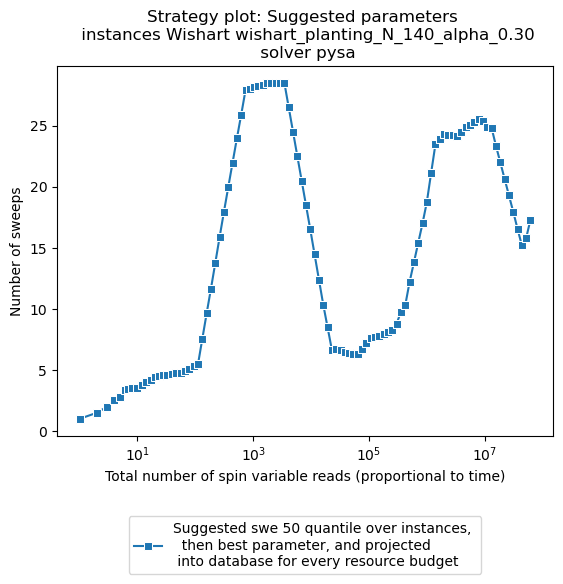 Strategy plot: Suggested parameters
instances Wishart wishart_planting_N_140_alpha_0.30
solver pysa
25
20
15
10
5
0
Number of sweeps
10^1
10^3
10^5
10^7
Total number of spin variable reads (proportional to time)
Suggested swe 50 quantile over instances,
then best parameter, and projected
into database for every resource budget